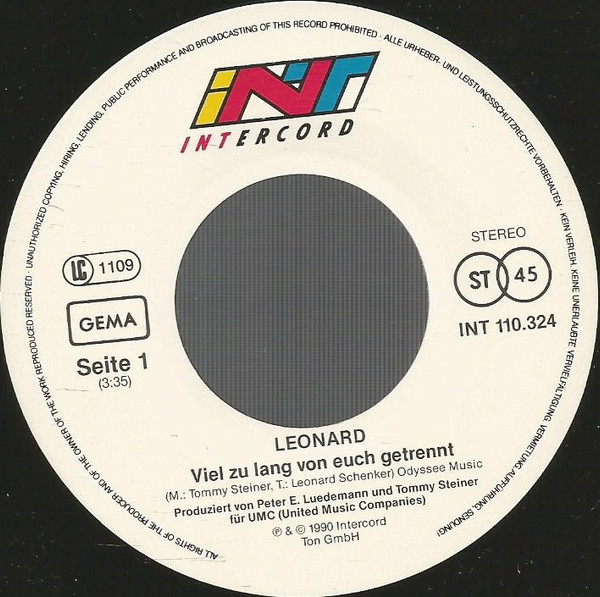 ALL RIGHTS OF THE PRODUCER AND OF THE OWNER OF THE WORK REPRODUCED RESERVED · UNAUTHORIZED COPYING, HIRING, LENDING, PUBLIC PERFORMANCE AND BROADCASTING OF THIS RECORD PROHIBITED · ALLE URHEBER- UND LEISTUNGSSCHUTZRECHTE VORBEHALTEN · KEIN VERLEIH, KEINE UNERLAUBTE VERVIELFÄLTIGUNG, VERMIETUNG, AUFFÜHRUNG, SENDUNG!
INT
INTERCORD
LC 1109
GEMA
Seite 1
(3:35)
STEREO
ST 45
INT 110.324
LEONARD
Viel zu lang von euch getrennt
(M.: Tommy Steiner, T.: Leonard Schenker) Odyssee Music
Produziert von Peter E. Luedemann und Tommy Steiner
für UMC (United Music Companies)
℗ & © 1990 Intercord
Ton GmbH